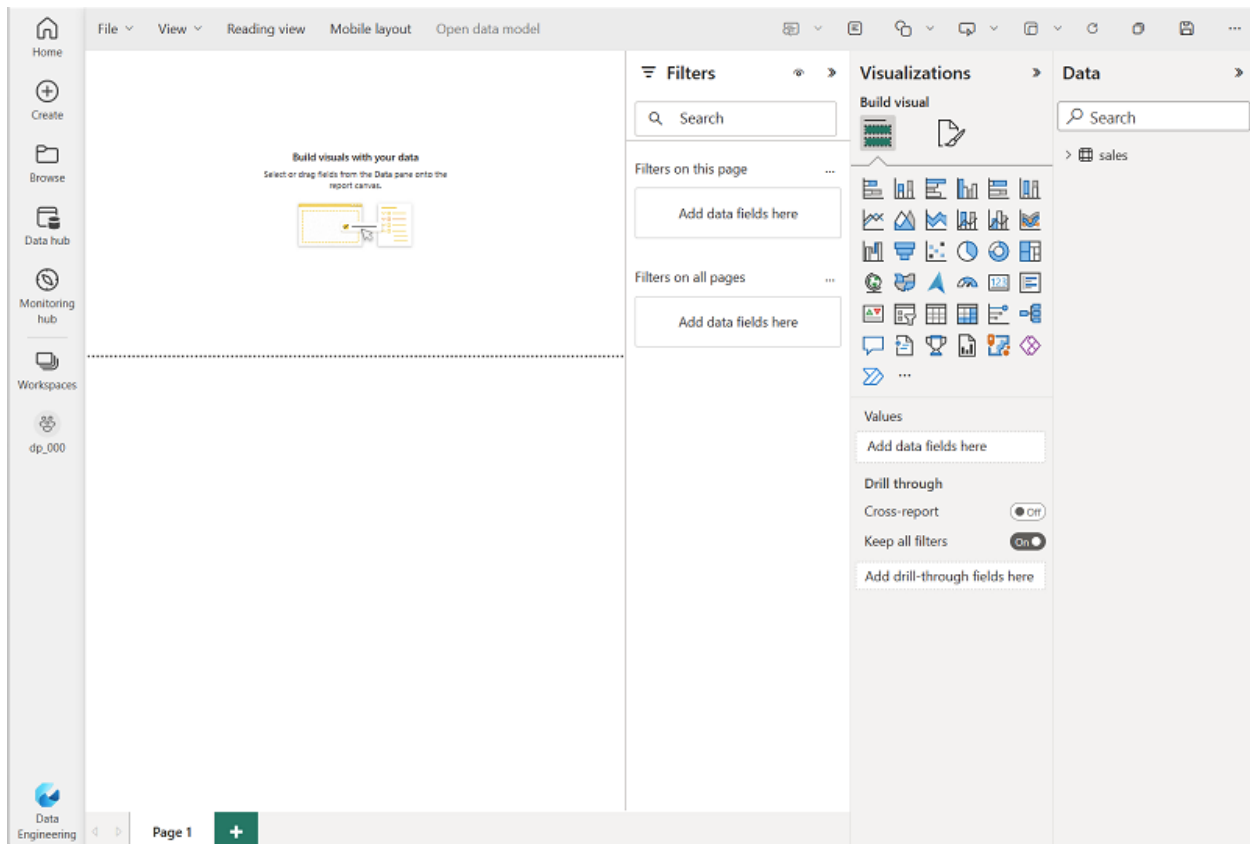 Home
Create
Browse
Data hub
Monitoring
hub
Workspaces
dp_000
Data
Engineering
File
View
Reading view
Mobile layout
Open data model
Build visuals with your data
Select or drag fields from the Data pane onto the
report canvas.
Page 1
Filters
Search
Filters on this page
...
Add data fields here
Filters on all pages
...
Add data fields here
Visualizations
Build visual
123
...
Values
Add data fields here
Drill through
Cross-report
Off
Keep all filters
On
Add drill-through fields here
Data
Search
sales